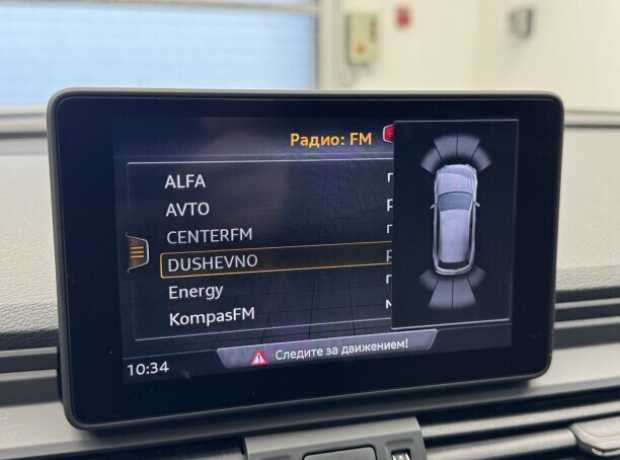 Радио: FM
ALFA
AVTO
CENTERFM
DUSHEVNO
Energy
KompasFM
10:34
Следите за движением!